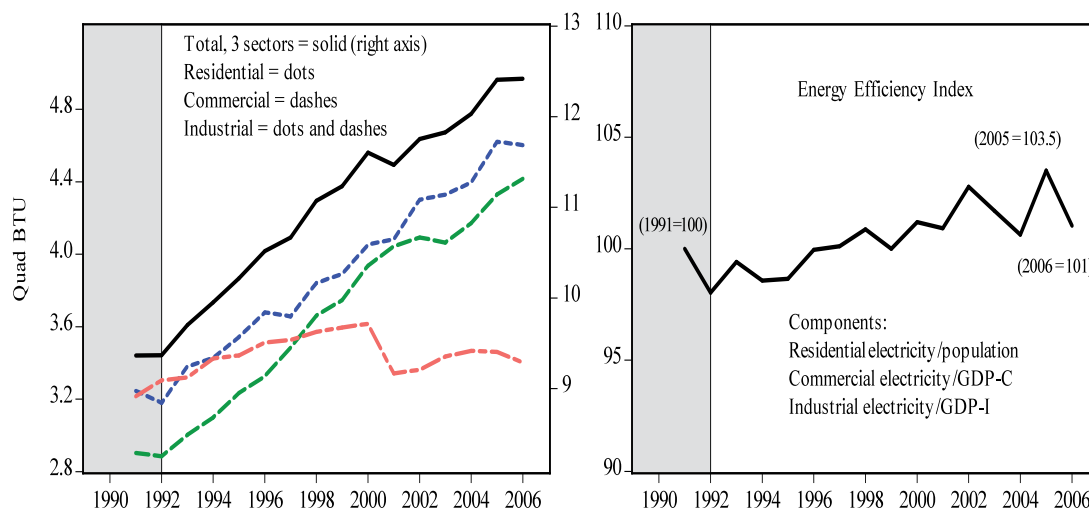 Total, 3 sectors = solid (right axis)
Residential = dots
Commercial = dashes
Industrial = dots and dashes
Quad BTU
4.8
4.4
4.0
3.6
3.2
2.8
13
12
11
10
9
1990 1992 1994 1996 1998 2000 2002 2004 2006
Energy Efficiency Index
(2005=103.5)
(1991=100)
(2006=101)
Components:
Residential electricity/population
Commercial electricity/GDP-C
Industrial electricity/GDP-I
110
105
100
95
90
1990 1992 1994 1996 1998 2000 2002 2004 2006